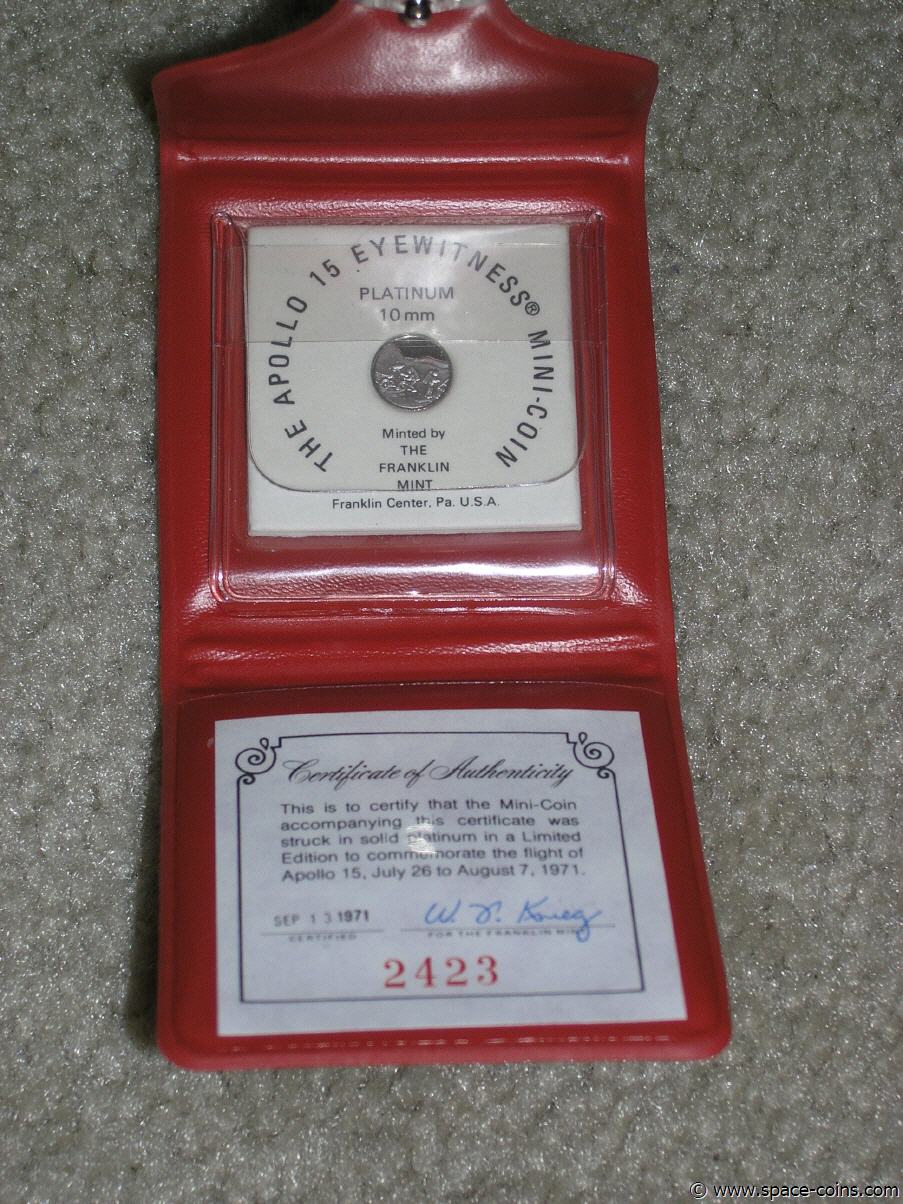 THE APOLLO 15 EYEWITNESS® MINI-COIN
PLATINUM
10 mm
Minted by
THE
FRANKLIN
MINT
Franklin Center, Pa. U.S.A.
Certificate of Authenticity
This is to certify that the Mini-Coin
accompanying this certificate was
struck in solid platinum in a Limited
Edition to commemorate the flight of
Apollo 15, July 26 to August 7, 1971.
SEP 13 1971
CERTIFIED
FOR THE FRANKLIN MINT
2423
© www.space-coins.com